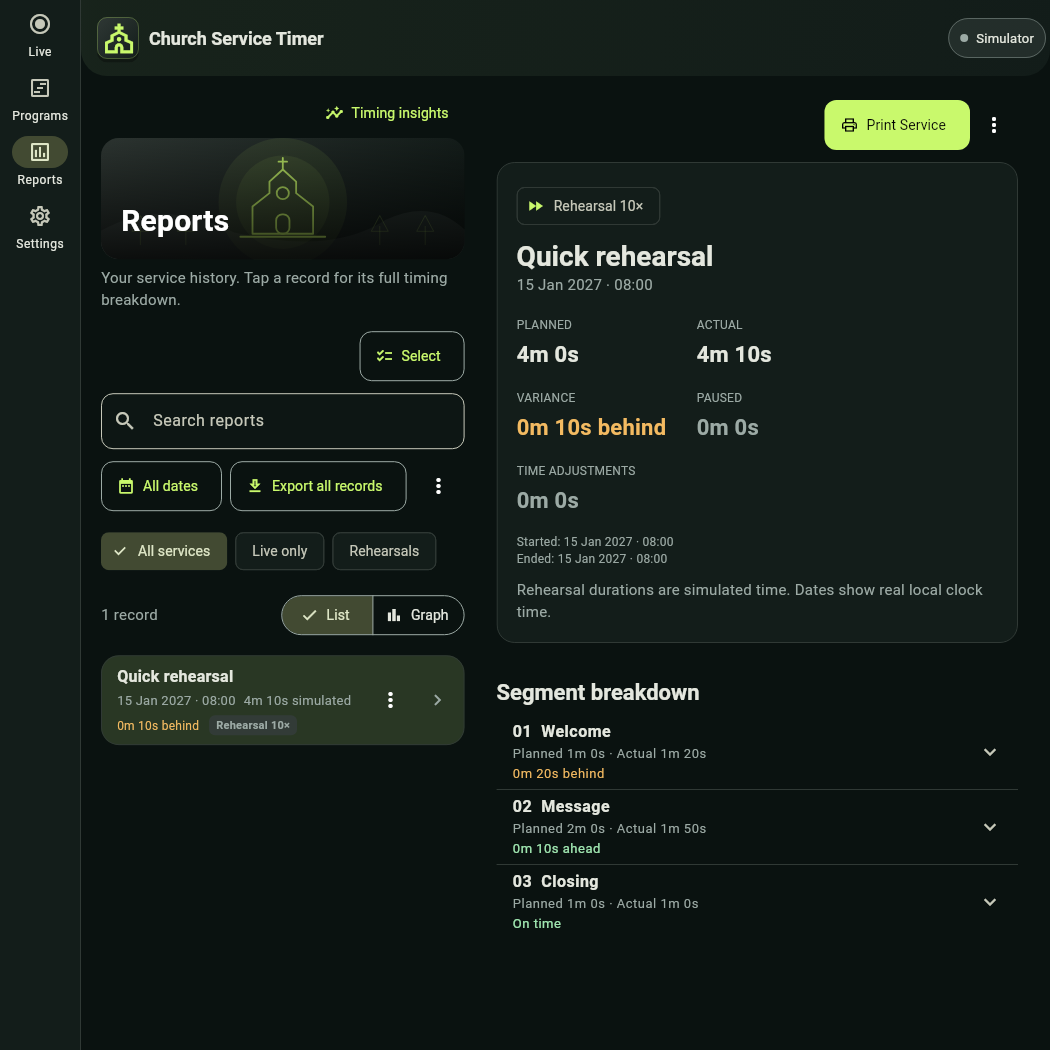 Live
Programs
Reports
Settings
Church Service Timer
Simulator
Timing insights
Reports
Your service history. Tap a record for its full timing
breakdown.
Select
Search reports
All dates
Export all records
All services
Live only
Rehearsals
1 record
List
Graph
Quick rehearsal
15 Jan 2027 · 08:00 4m 10s simulated
0m 10s behind
Rehearsal 10×
Print Service
Rehearsal 10×
Quick rehearsal
15 Jan 2027 · 08:00
PLANNED
4m 0s
ACTUAL
4m 10s
VARIANCE
0m 10s behind
PAUSED
0m 0s
TIME ADJUSTMENTS
0m 0s
Started: 15 Jan 2027 · 08:00
Ended: 15 Jan 2027 · 08:00
Rehearsal durations are simulated time. Dates show real local clock
time.
Segment breakdown
01 Welcome
Planned 1m 0s · Actual 1m 20s
0m 20s behind
02 Message
Planned 2m 0s · Actual 1m 50s
0m 10s ahead
03 Closing
Planned 1m 0s · Actual 1m 0s
On time